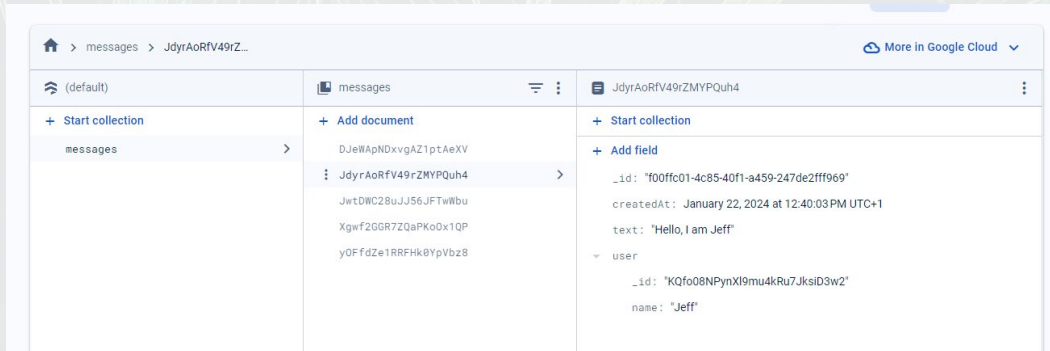 messages > JdyrAoRfV49rZ...
More in Google Cloud
(default)
messages
JdyrAoRfV49rZMYPQuh4
+ Start collection
+ Add document
+ Start collection
messages
DJeWApNDxvgAZ1ptAeXV
JdyrAoRfV49rZMYPQuh4
JwtDWC28uJJ56JFTwWbu
Xgwf2GGR7ZQaPKoOx1QP
yOFfdZe1RRFHk0YpVbz8
+ Add field
_id: "f00ffc01-4c85-40f1-a459-247de2fff969"
createdAt: January 22, 2024 at 12:40:03 PM UTC+1
text: "Hello, I am Jeff"
user
_id: "KQfo08NPynXl9mu4kRu7JksiD3w2"
name: "Jeff"